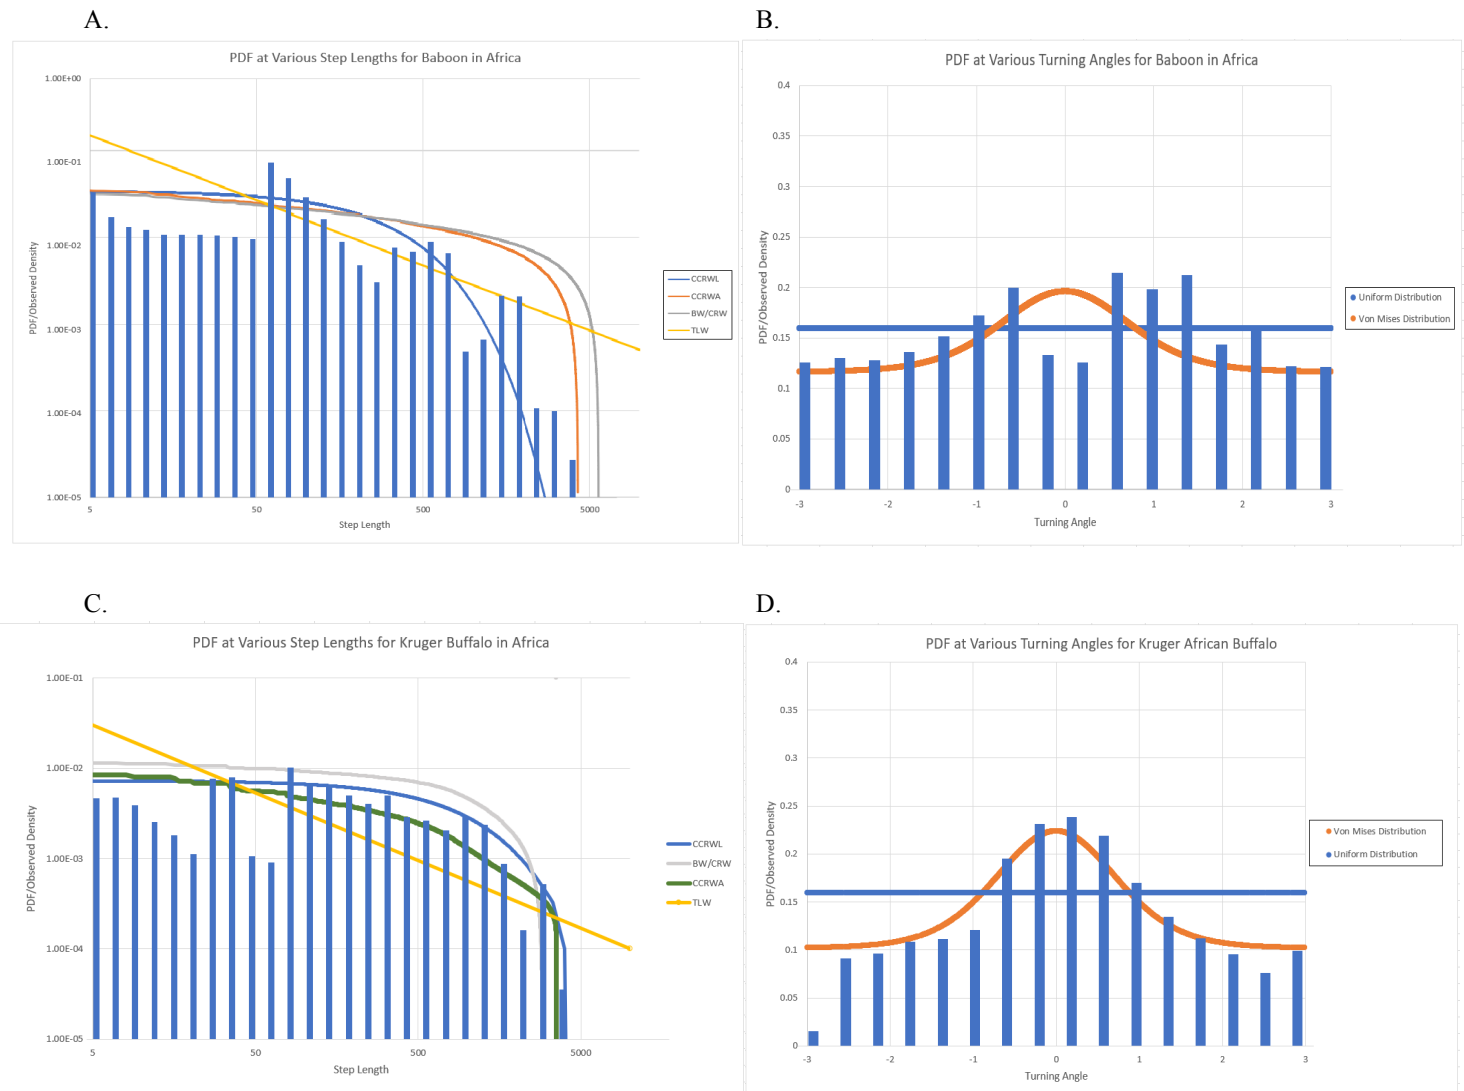 A.
PDF at Various Step Lengths for Baboon in Africa
1.00E+00
1.00E-01
1.00E-02
1.00E-03
1.00E-04
1.00E-05
PDF/Observed Density
5 50 500 5000
Step Length
CCRWL
CCRWA
BW/CRW
TLW
B.
PDF at Various Turning Angles for Baboon in Africa
0.4
0.35
0.3
0.25
0.2
0.15
0.1
0.05
0
PDF/Observed Density
-3 -2 -1 0 1 2 3
Turning Angle
Uniform Distribution
Von Mises Distribution
C.
PDF at Various Step Lengths for Kruger Buffalo in Africa
1.00E-01
1.00E-02
1.00E-03
1.00E-04
1.00E-05
PDF/Observed Density
5 50 500 5000
Step Length
CCRWL
BW/CRW
CCRWA
TLW
D.
PDF at Various Turning Angles for Kruger African Buffalo
0.4
0.35
0.3
0.25
0.2
0.15
0.1
0.05
0
PDF/Observed Density
-3 -2 -1 0 1 2 3
Turning Angle
Von Mises Distribution
Uniform Distribution